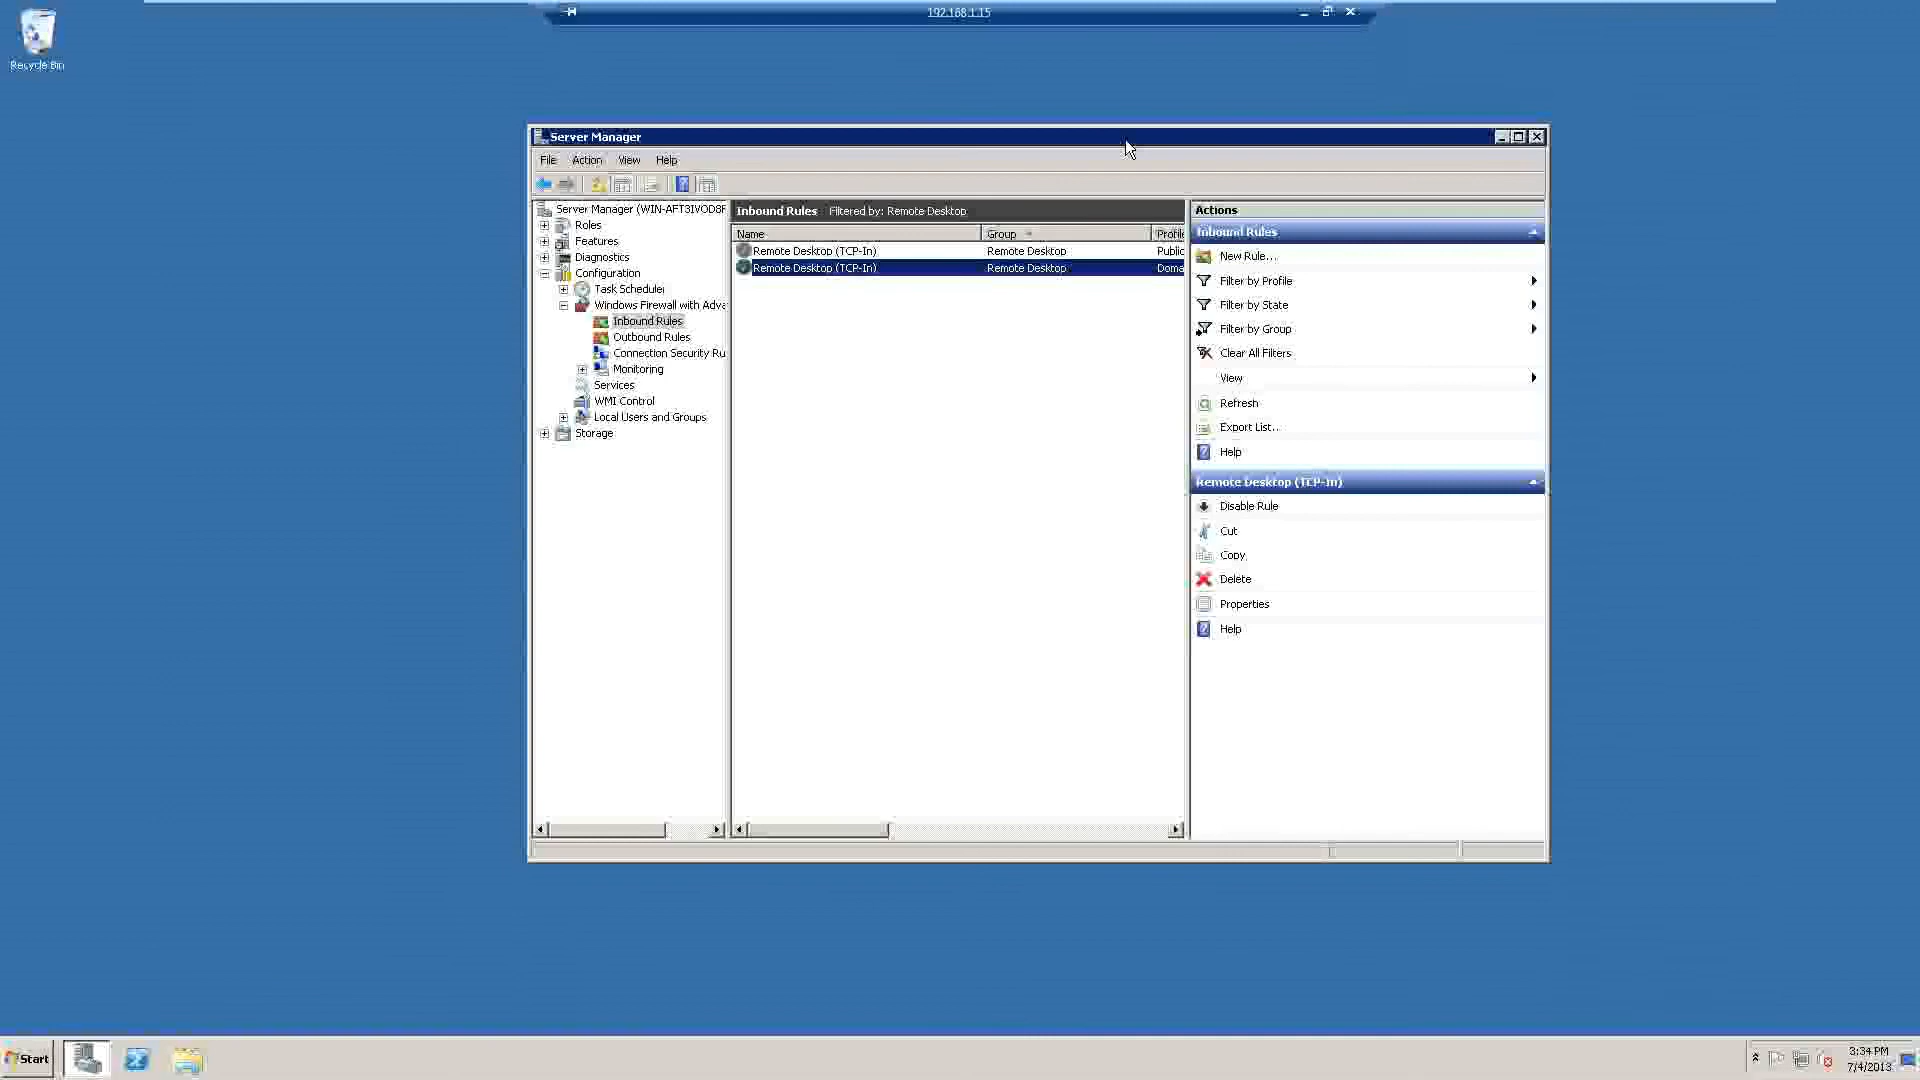 192.168.1.15
Recycle Bin
Server Manager
File Action View Help
Server Manager (WIN-AFT3IVOD8F
Roles
Features
Diagnostics
Configuration
Task Scheduler
Windows Firewall with Adva
Inbound Rules
Outbound Rules
Connection Security Ru
Monitoring
Services
WMI Control
Local Users and Groups
Storage
Inbound Rules Filtered by: Remote Desktop
Name Group Profile
Remote Desktop (TCP-In) Remote Desktop Public
Remote Desktop (TCP-In) Remote Desktop Doma
Actions
Inbound Rules
New Rule...
Filter by Profile
Filter by State
Filter by Group
Clear All Filters
View
Refresh
Export List...
Help
Remote Desktop (TCP-In)
Disable Rule
Cut
Copy
Delete
Properties
Help
Start
3:34 PM
7/4/2013